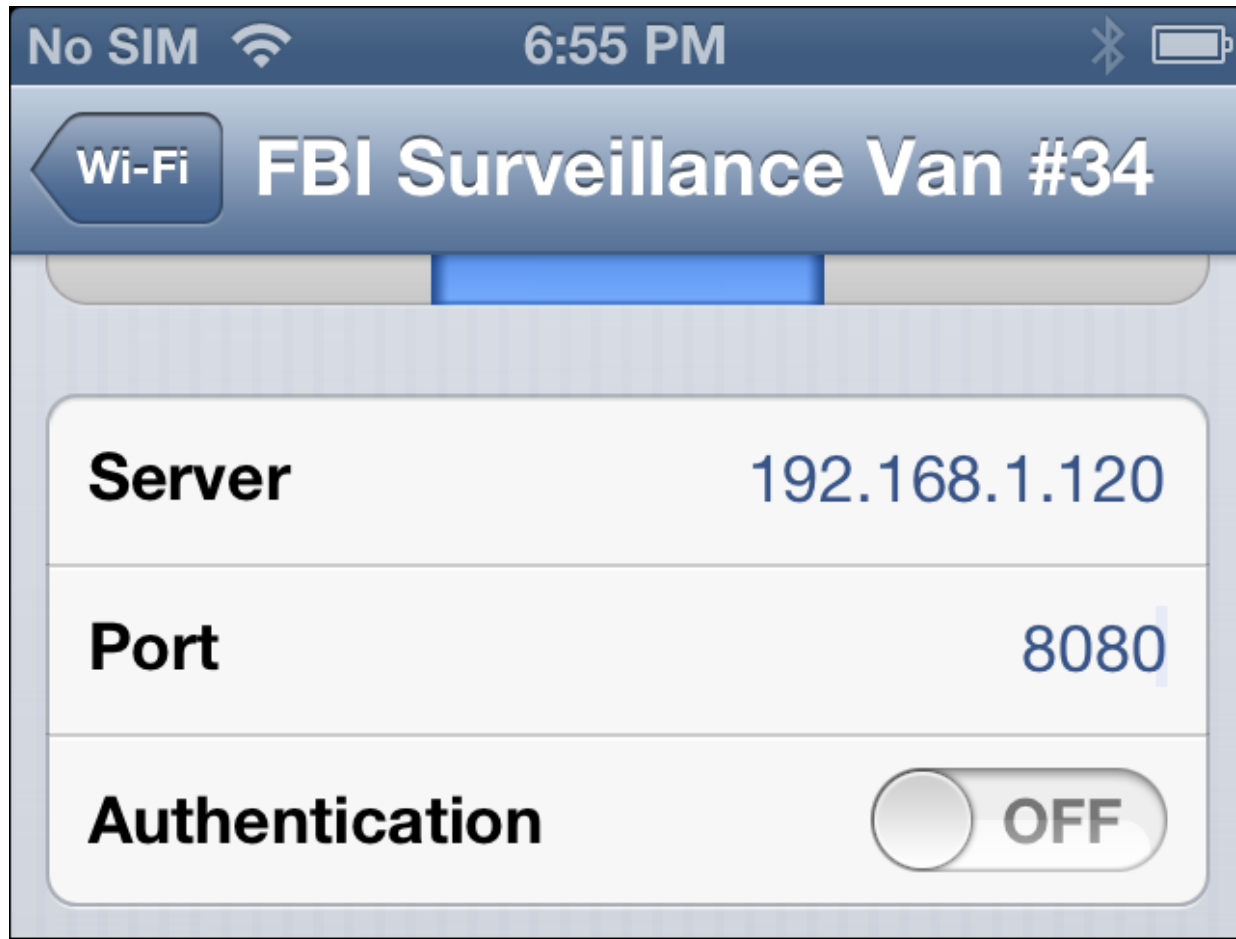 No SIM 6:55 PM
Wi-Fi FBI Surveillance Van #34
Server 192.168.1.120
Port 8080
Authentication OFF